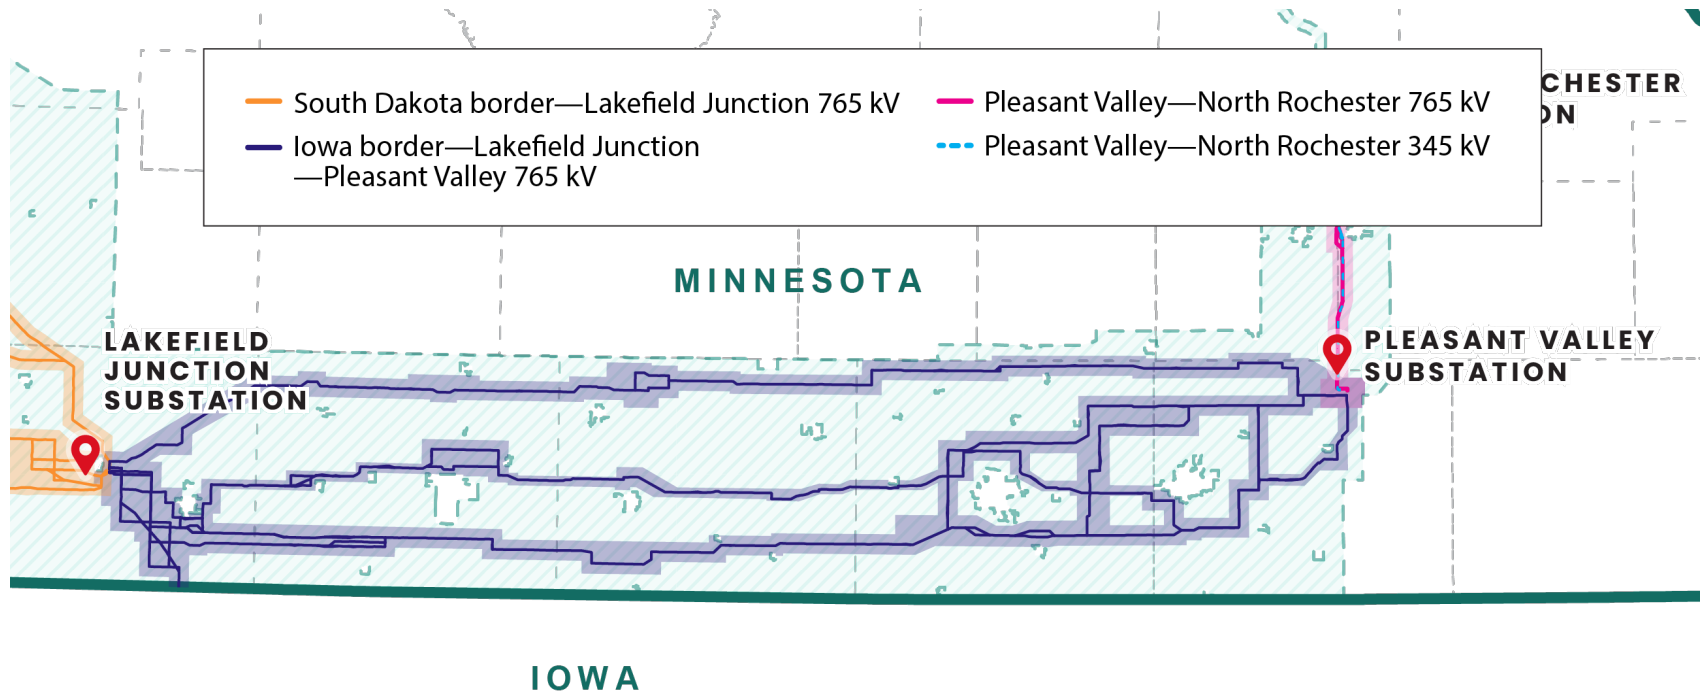 South Dakota border—Lakefield Junction 765 kV
Iowa border—Lakefield Junction
—Pleasant Valley 765 kV
Pleasant Valley—North Rochester 765 kV
Pleasant Valley—North Rochester 345 kV
CHESTER
ON
MINNESOTA
LAKEFIELD
JUNCTION
SUBSTATION
PLEASANT VALLEY
SUBSTATION
IOWA